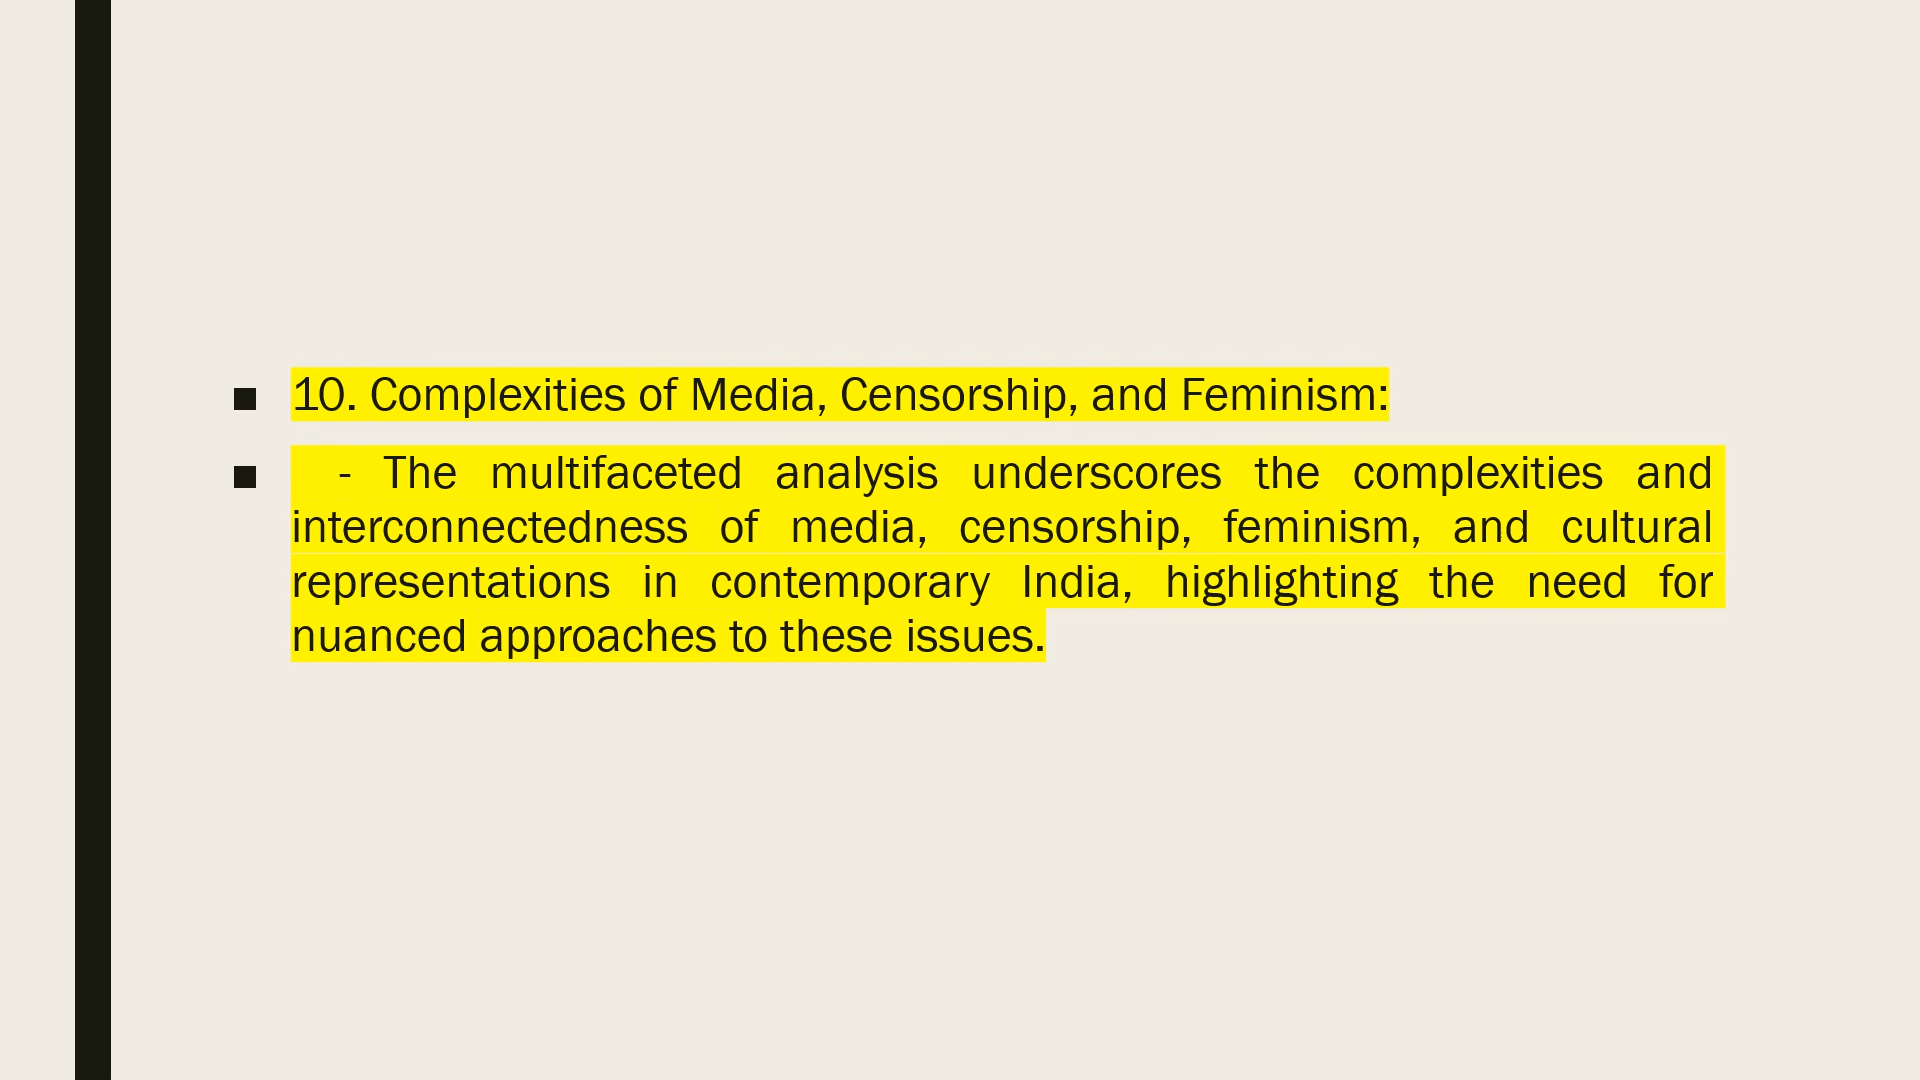 ■ 10. Complexities of Media, Censorship, and Feminism:
■ - The multifaceted analysis underscores the complexities and
interconnectedness of media, censorship, feminism, and cultural
representations in contemporary India, highlighting the need for
nuanced approaches to these issues.